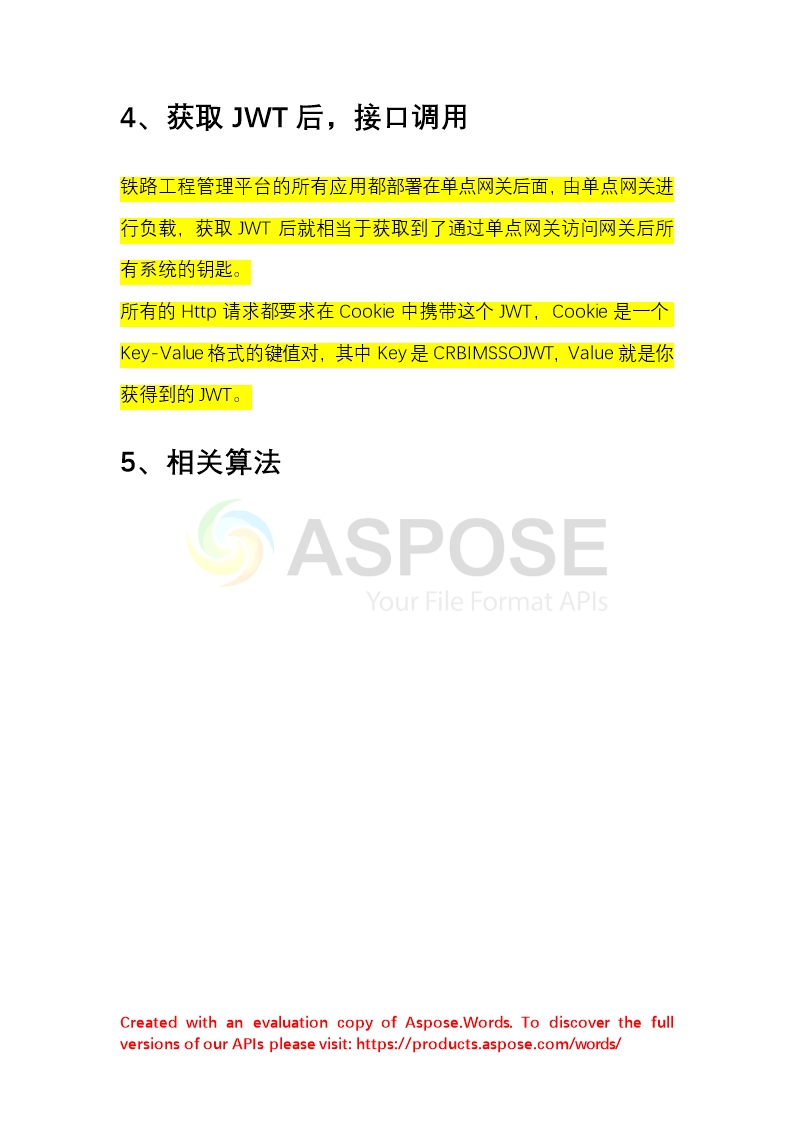 4、获取 JWT 后，接口调用
铁路工程管理平台的所有应用都部署在单点网关后面，由单点网关进
行负载，获取 JWT 后就相当于获取到了通过单点网关访问网关后所
有系统的钥匙。
所有的 Http 请求都要求在 Cookie 中携带这个 JWT，Cookie 是一个
Key-Value 格式的键值对，其中 Key 是 CRBIMSSOJWT，Value 就是你
获得到的 JWT。
5、相关算法
ASPOSE
Your File Format APIs
Created with an evaluation copy of Aspose.Words. To discover the full
versions of our APIs please visit: https://products.aspose.com/words/